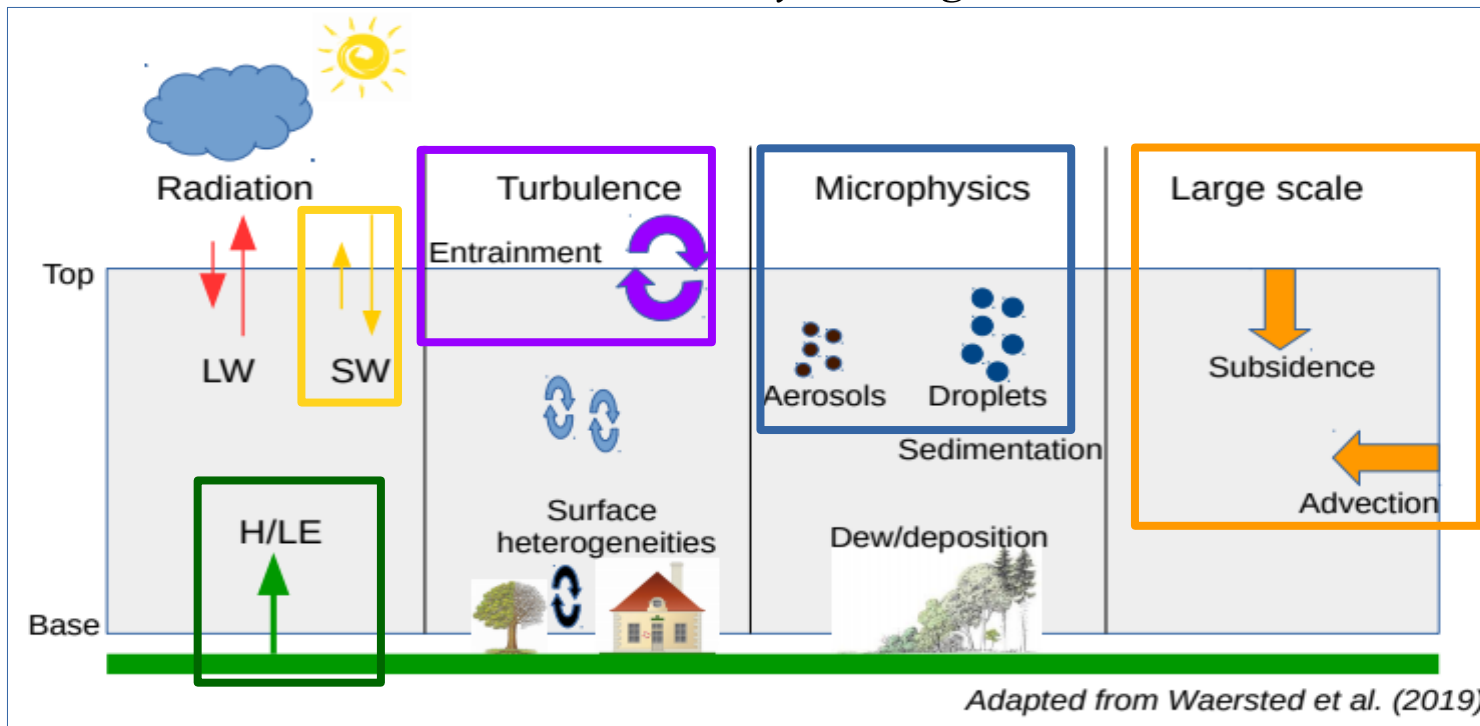 Radiation
Turbulence
Microphysics
Large scale
Entrainment
Top
LW
SW
Aerosols
Droplets
Subsidence
Sedimentation
Advection
H/LE
Surface
heterogeneities
Dew/deposition
Base
Adapted from Waersted et al. (2019)